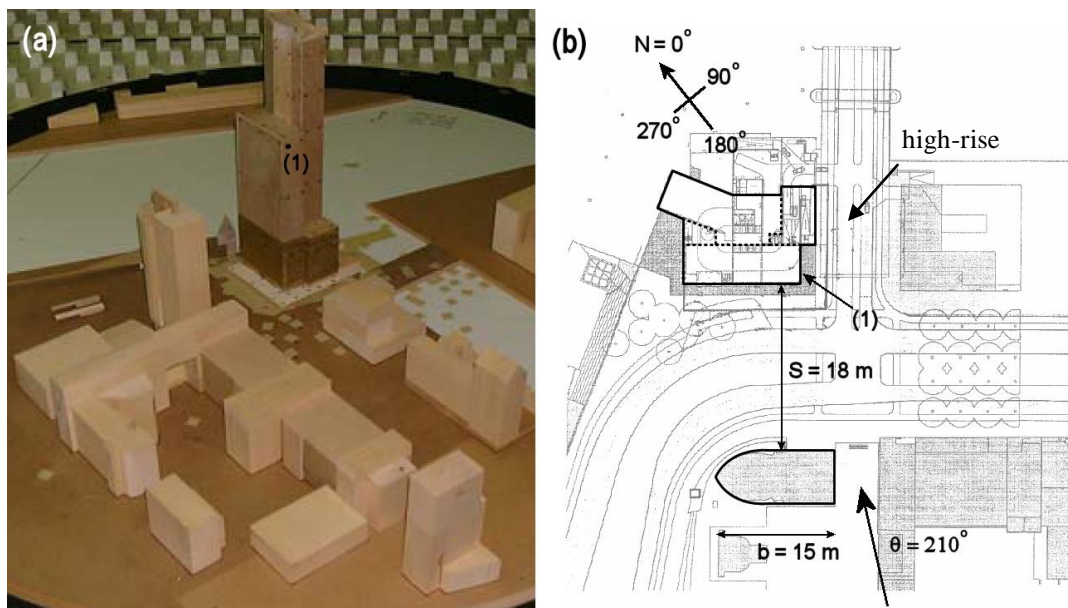 (a)
(1)
(b)
N = 0°
90°
270°
180°
high-rise
(1)
S = 18 m
b = 15 m
θ = 210°